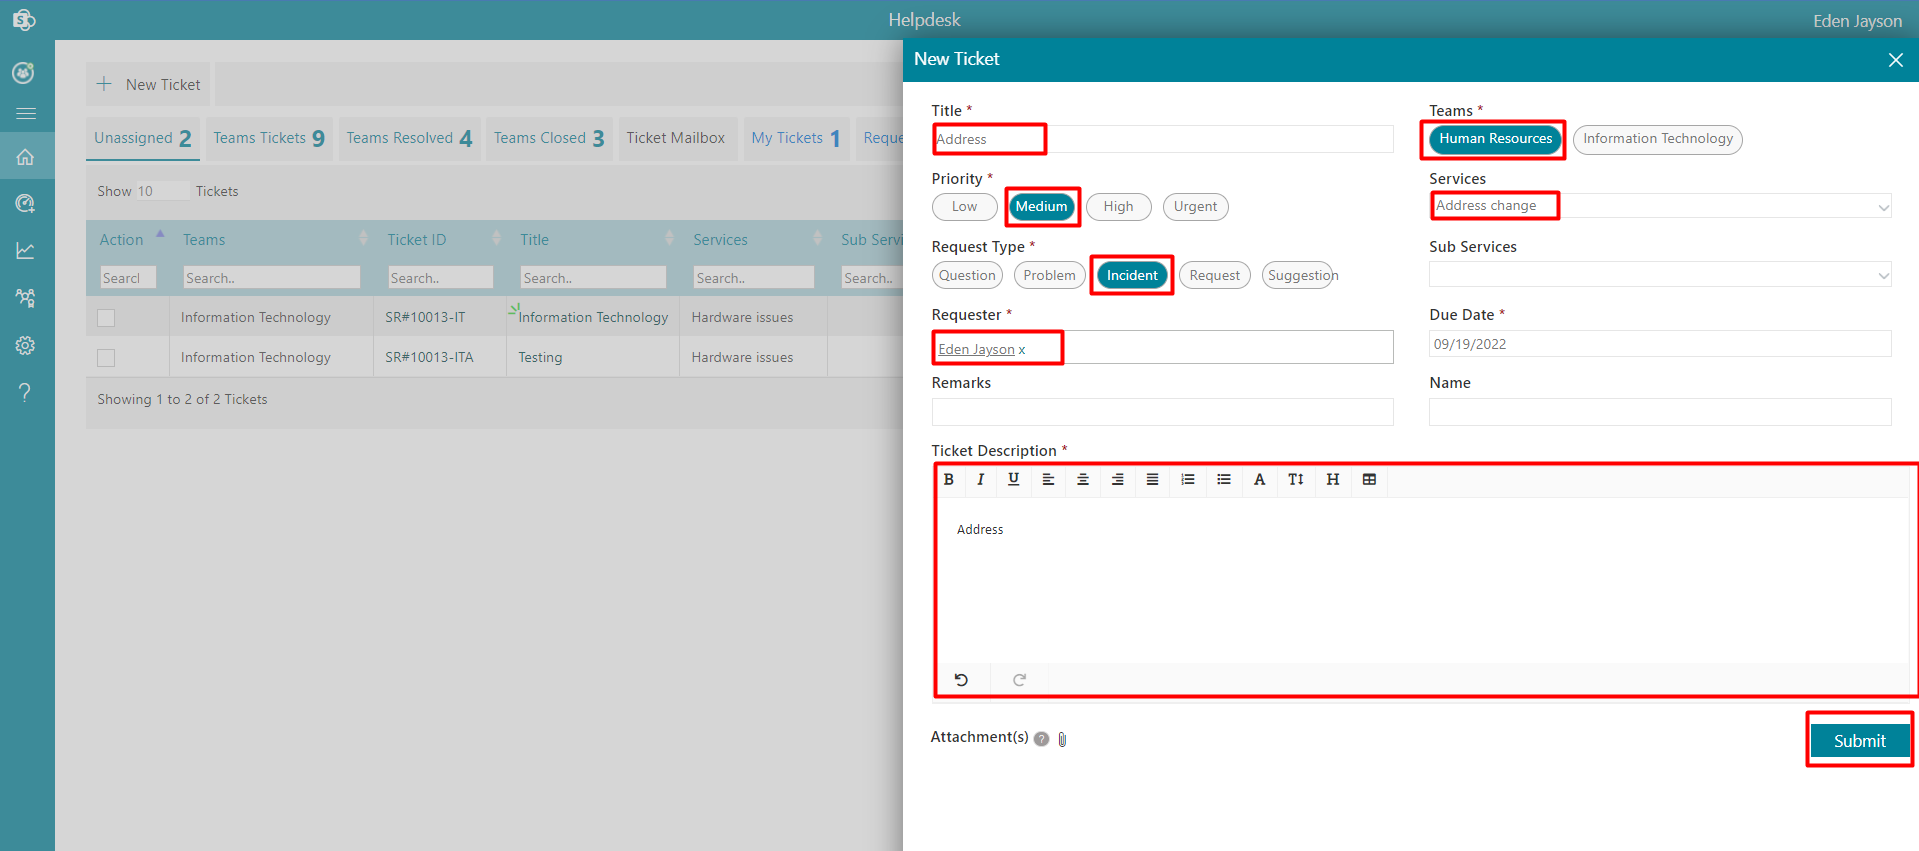 Helpdesk
Eden Jayson
New Ticket
Unassigned 2
Teams Tickets 9
Teams Resolved 4
Teams Closed 3
Ticket Mailbox
My Tickets 1
Reque
Show 10 Tickets
Action Teams Ticket ID Title Services Sub Servi
Searcl Search.. Search.. Search.. Search.. Search..
Information Technology SR#10013-IT Information Technology Hardware issues
Information Technology SR#10013-ITA Testing Hardware issues
Showing 1 to 2 of 2 Tickets
New Ticket
Title *
Address
Teams *
Human Resources Information Technology
Priority *
Low Medium High Urgent
Services
Address change
Request Type *
Question Problem Incident Request Suggestion
Sub Services
Requester *
Eden Jayson x
Due Date *
09/19/2022
Remarks
Name
Ticket Description *
B I U A T H
Address
Attachment(s) ?
Submit